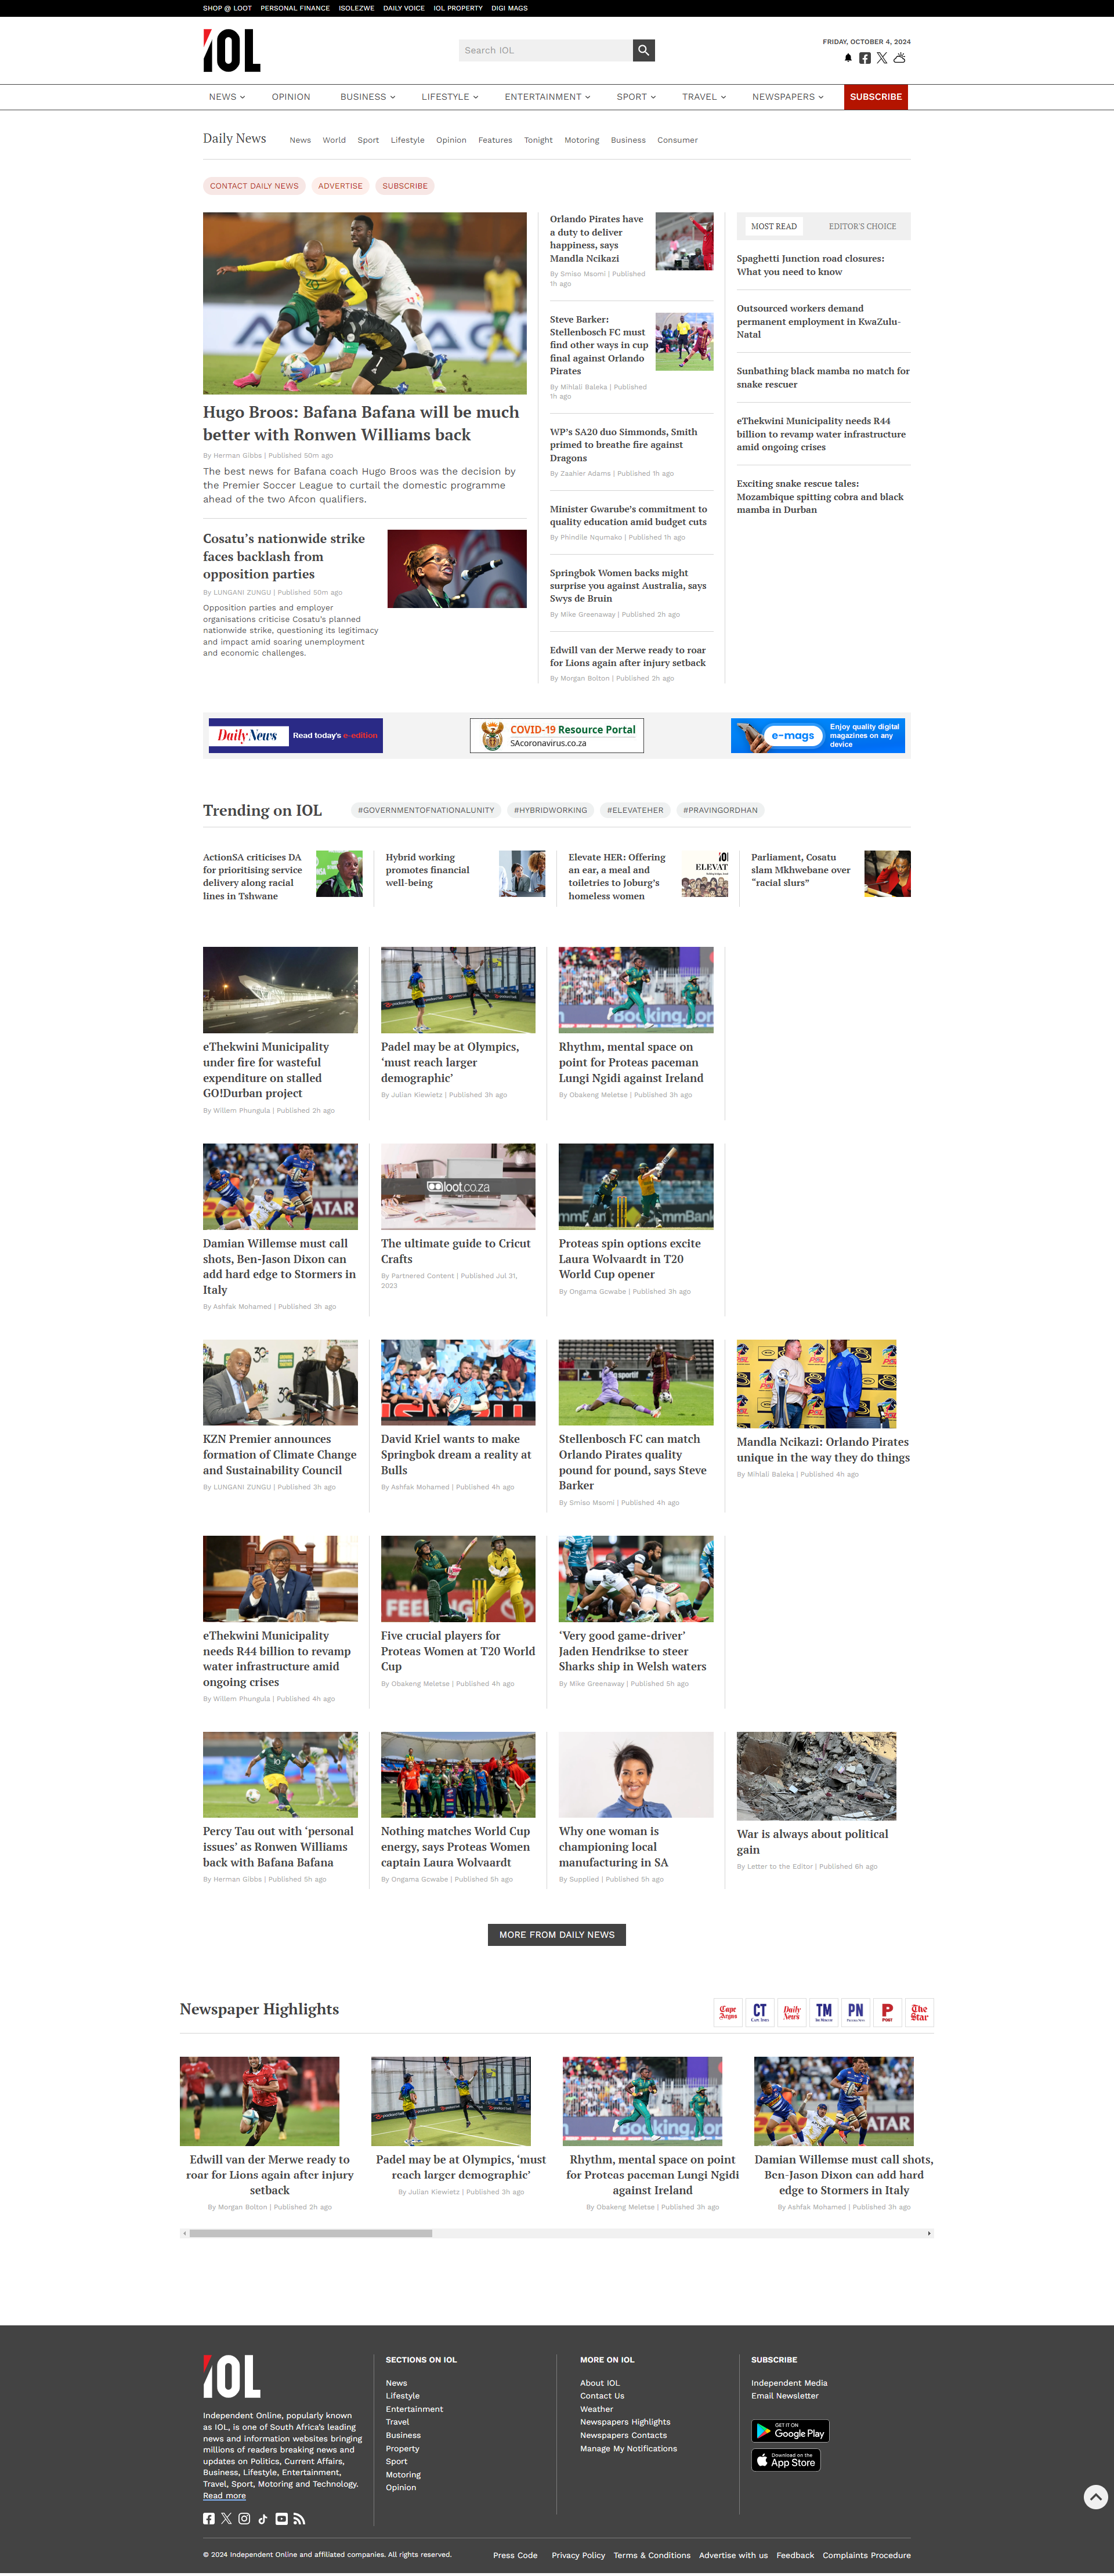 SHOP @ LOOT PERSONAL FINANCE ISOLEZWE DAILY VOICE IOL PROPERTY DIGI MAGS
IOL
Search IOL
FRIDAY, OCTOBER 4, 2024
NEWS OPINION BUSINESS LIFESTYLE ENTERTAINMENT SPORT TRAVEL NEWSPAPERS SUBSCRIBE
Daily News News World Sport Lifestyle Opinion Features Tonight Motoring Business Consumer
CONTACT DAILY NEWS ADVERTISE SUBSCRIBE
Hugo Broos: Bafana Bafana will be much
better with Ronwen Williams back
By Herman Gibbs | Published 50m ago
The best news for Bafana coach Hugo Broos was the decision by
the Premier Soccer League to curtail the domestic programme
ahead of the two Afcon qualifiers.
Cosatu’s nationwide strike
faces backlash from
opposition parties
By LUNGANI ZUNGU | Published 50m ago
Opposition parties and employer
organisations criticise Cosatu’s planned
nationwide strike, questioning its legitimacy
and impact amid soaring unemployment
and economic challenges.
Orlando Pirates have
a duty to deliver
happiness, says
Mandla Ncikazi
By Smiso Msomi | Published
1h ago
Steve Barker:
Stellenbosch FC must
find other ways in cup
final against Orlando
Pirates
By Mihlali Baleka | Published
1h ago
WP’s SA20 duo Simmonds, Smith
primed to breathe fire against
Dragons
By Zaahier Adams | Published 1h ago
Minister Gwarube’s commitment to
quality education amid budget cuts
By Phindile Nqumako | Published 1h ago
Springbok Women backs might
surprise you against Australia, says
Swys de Bruin
By Mike Greenaway | Published 2h ago
Edwill van der Merwe ready to roar
for Lions again after injury setback
By Morgan Bolton | Published 2h ago
MOST READ EDITOR'S CHOICE
Spaghetti Junction road closures:
What you need to know
Outsourced workers demand
permanent employment in KwaZulu-
Natal
Sunbathing black mamba no match for
snake rescuer
eThekwini Municipality needs R44
billion to revamp water infrastructure
amid ongoing crises
Exciting snake rescue tales:
Mozambique spitting cobra and black
mamba in Durban
Daily News Read today's e-edition
COVID-19 Resource Portal
SAcoronavirus.co.za
e-mags
Enjoy quality digital
magazines on any
device
Trending on IOL #GOVERNMENTOFNATIONALUNITY #HYBRIDWORKING #ELEVATEHER #PRAVINGORDHAN
ActionSA criticises DA
for prioritising service
delivery along racial
lines in Tshwane
Hybrid working
promotes financial
well-being
Elevate HER: Offering
an ear, a meal and
toiletries to Joburg’s
homeless women
IOL
ELEVAT
Parliament, Cosatu
slam Mkhwebane over
“racial slurs”
eThekwini Municipality
under fire for wasteful
expenditure on stalled
GO!Durban project
By Willem Phungula | Published 2h ago
Padel may be at Olympics,
‘must reach larger
demographic’
By Julian Kiewietz | Published 3h ago
Booking.com
Rhythm, mental space on
point for Proteas paceman
Lungi Ngidi against Ireland
By Obakeng Meletse | Published 3h ago
QATAR
Damian Willemse must call
shots, Ben-Jason Dixon can
add hard edge to Stormers in
Italy
By Ashfak Mohamed | Published 3h ago
loot.co.za
The ultimate guide to Cricut
Crafts
By Partnered Content | Published Jul 31,
2023
Proteas spin options excite
Laura Wolvaardt in T20
World Cup opener
By Ongama Gcwabe | Published 3h ago
KZN Premier announces
formation of Climate Change
and Sustainability Council
By LUNGANI ZUNGU | Published 3h ago
David Kriel wants to make
Springbok dream a reality at
Bulls
By Ashfak Mohamed | Published 4h ago
Stellenbosch FC can match
Orlando Pirates quality
pound for pound, says Steve
Barker
By Smiso Msomi | Published 4h ago
Mandla Ncikazi: Orlando Pirates
unique in the way they do things
By Mihlali Baleka | Published 4h ago
eThekwini Municipality
needs R44 billion to revamp
water infrastructure amid
ongoing crises
By Willem Phungula | Published 4h ago
Five crucial players for
Proteas Women at T20 World
Cup
By Obakeng Meletse | Published 4h ago
‘Very good game-driver’
Jaden Hendrikse to steer
Sharks ship in Welsh waters
By Mike Greenaway | Published 5h ago
Percy Tau out with ‘personal
issues’ as Ronwen Williams
back with Bafana Bafana
By Herman Gibbs | Published 5h ago
Nothing matches World Cup
energy, says Proteas Women
captain Laura Wolvaardt
By Ongama Gcwabe | Published 5h ago
Why one woman is
championing local
manufacturing in SA
By Supplied | Published 5h ago
War is always about political
gain
By Letter to the Editor | Published 6h ago
MORE FROM DAILY NEWS
Newspaper Highlights
Cape Argus CT Cape Times Daily News TM PN P POST The Star
Edwill van der Merwe ready to
roar for Lions again after injury
setback
By Morgan Bolton | Published 2h ago
Padel may be at Olympics, ‘must
reach larger demographic’
By Julian Kiewietz | Published 3h ago
Rhythm, mental space on point
for Proteas paceman Lungi Ngidi
against Ireland
By Obakeng Meletse | Published 3h ago
Damian Willemse must call shots,
Ben-Jason Dixon can add hard
edge to Stormers in Italy
By Ashfak Mohamed | Published 3h ago
IOL
Independent Online, popularly known
as IOL, is one of South Africa’s leading
news and information websites bringing
millions of readers breaking news and
updates on Politics, Current Affairs,
Business, Lifestyle, Entertainment,
Travel, Sport, Motoring and Technology.
Read more
SECTIONS ON IOL
News
Lifestyle
Entertainment
Travel
Business
Property
Sport
Motoring
Opinion
MORE ON IOL
About IOL
Contact Us
Weather
Newspapers Highlights
Newspapers Contacts
Manage My Notifications
SUBSCRIBE
Independent Media
Email Newsletter
GET IT ON
Google Play
Download on the
App Store
© 2024 Independent Online and affiliated companies. All rights reserved.
Press Code Privacy Policy Terms & Conditions Advertise with us Feedback Complaints Procedure